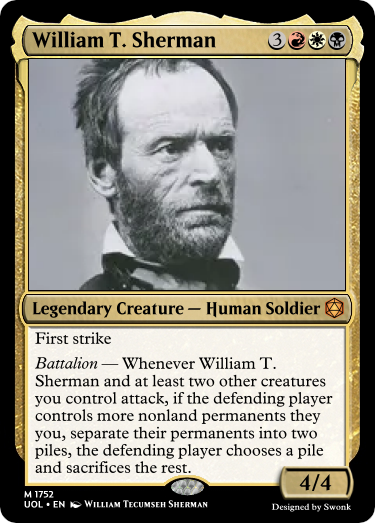 William T. Sherman 3
Legendary Creature — Human Soldier
First strike
Battalion — Whenever William T.
Sherman and at least two other creatures
you control attack, if the defending player
controls more nonland permanents they
you, separate their permanents into two
piles, the defending player chooses a pile
and sacrifices the rest.
4/4
M 1752
UOL • EN William Tecumseh Sherman
Designed by Swonk